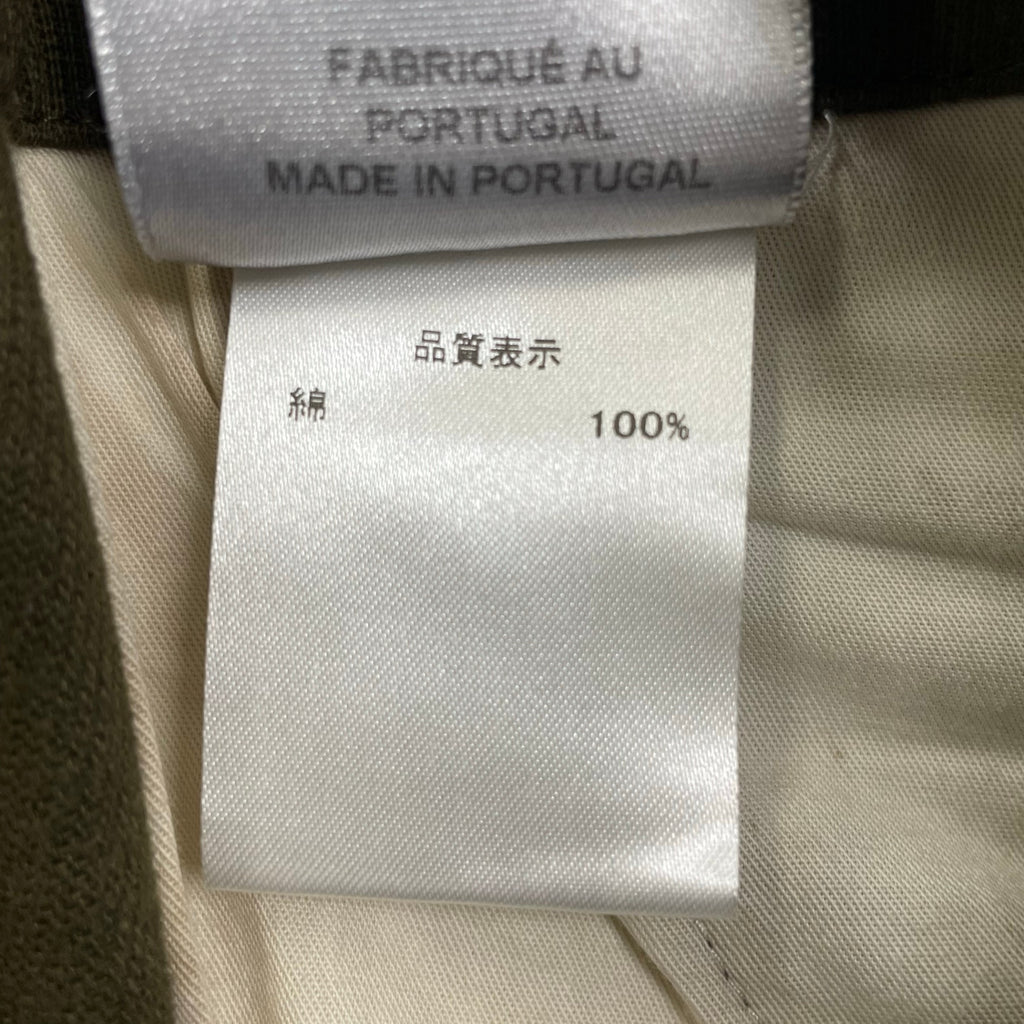 FABRIQUÉ AU
PORTUGAL
MADE IN PORTUGAL
品質表示
綿 100%